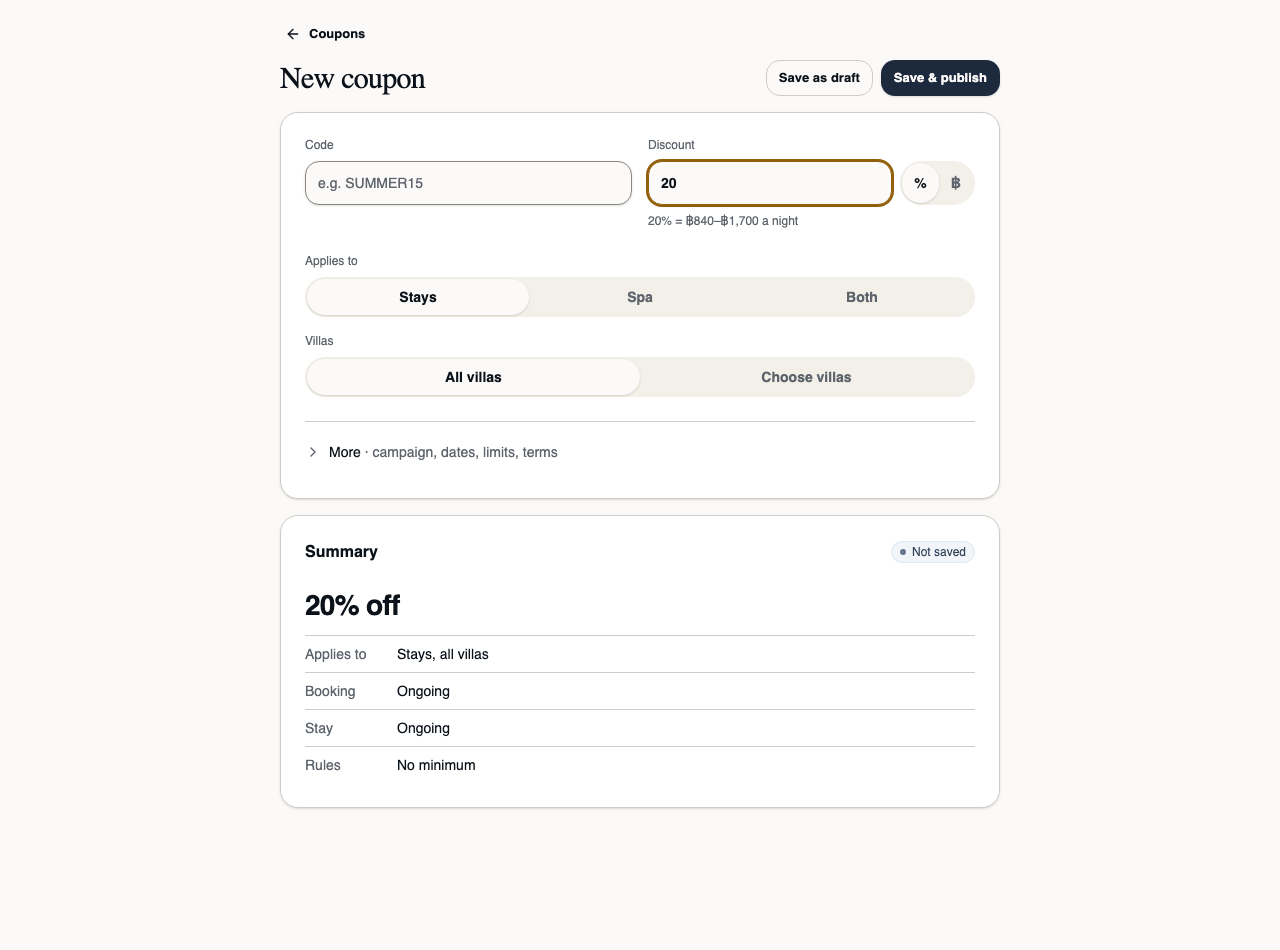 Coupons
New coupon
Save as draft
Save & publish
Code
Discount
e.g. SUMMER15
20
%
฿
20% = ฿840–฿1,700 a night
Applies to
Stays
Spa
Both
Villas
All villas
Choose villas
More · campaign, dates, limits, terms
Summary
Not saved
20% off
Applies to Stays, all villas
Booking Ongoing
Stay Ongoing
Rules No minimum